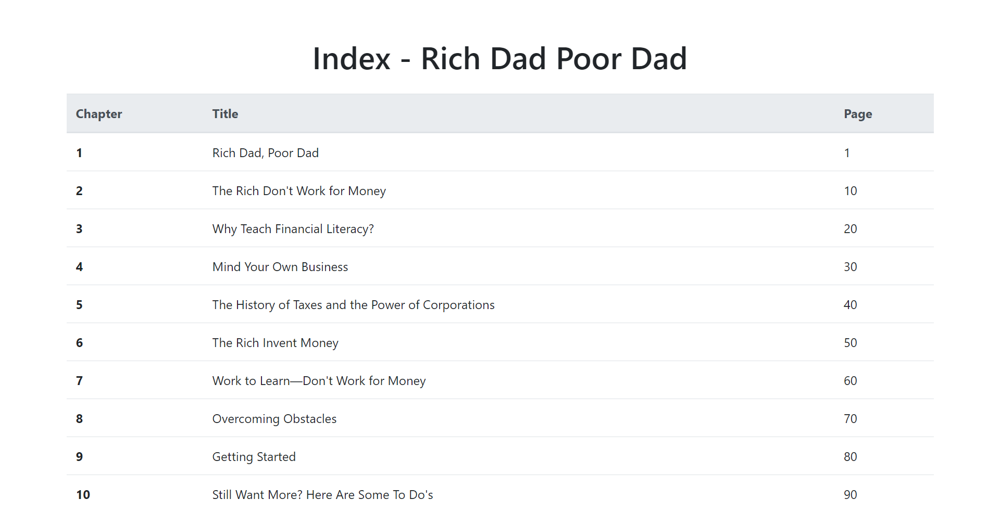 Index - Rich Dad Poor Dad
Chapter Title Page
1 Rich Dad, Poor Dad 1
2 The Rich Don't Work for Money 10
3 Why Teach Financial Literacy? 20
4 Mind Your Own Business 30
5 The History of Taxes and the Power of Corporations 40
6 The Rich Invent Money 50
7 Work to Learn—Don't Work for Money 60
8 Overcoming Obstacles 70
9 Getting Started 80
10 Still Want More? Here Are Some To Do's 90